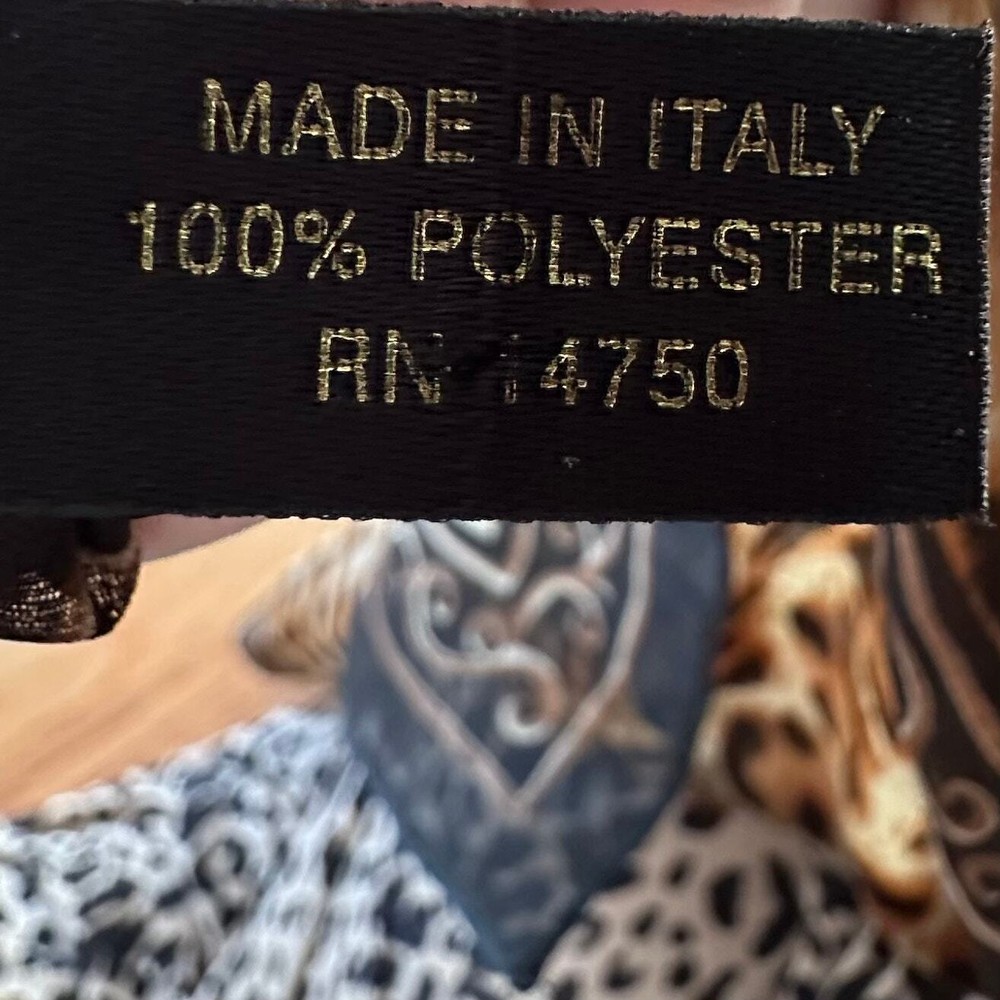 MADE IN ITALY
100% POLYESTER
RN 14750